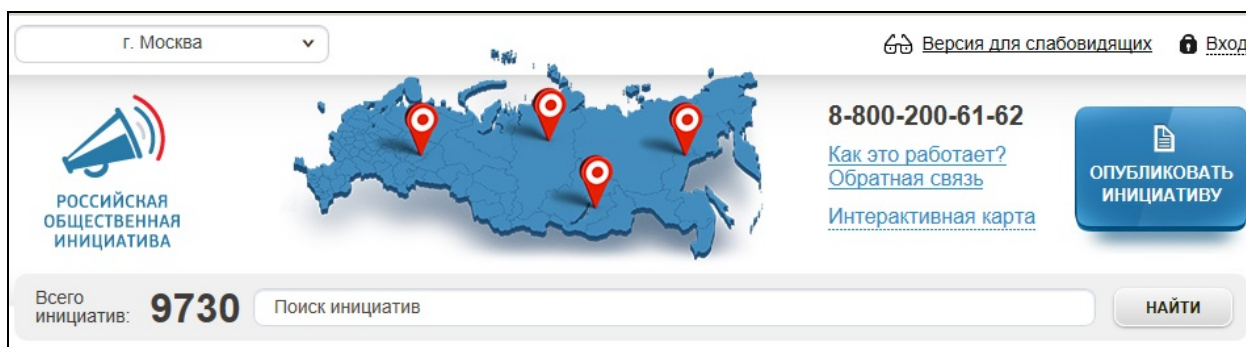 г. Москва
Версия для слабовидящих
Вход
РОССИЙСКАЯ
ОБЩЕСТВЕННАЯ
ИНИЦИАТИВА
8-800-200-61-62
Как это работает?
Обратная связь
Интерактивная карта
ОПУБЛИКОВАТЬ
ИНИЦИАТИВУ
Всего
инициатив:
9730
Поиск инициатив
НАЙТИ